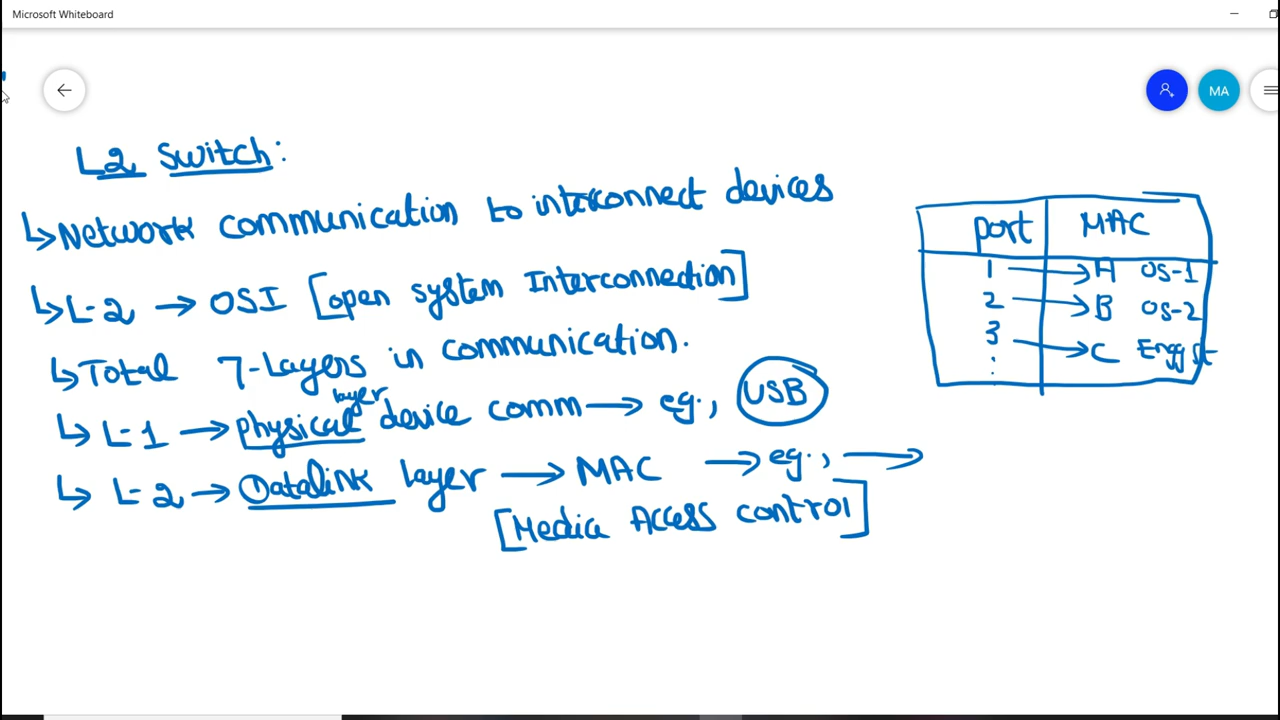 Microsoft Whiteboard
MA
L2 Switch:
↳ Network communication to interconnect devices
↳ L-2 → OSI [open system Interconnection]
↳ Total 7-Layers in communication.
↳ L-1 → physical layer device comm → eg., USB
↳ L-2 → Datalink layer → MAC → eg., →
[Media Access control]
port MAC
1 → A OS-1
2 → B OS-2
3 → C Engg st
: